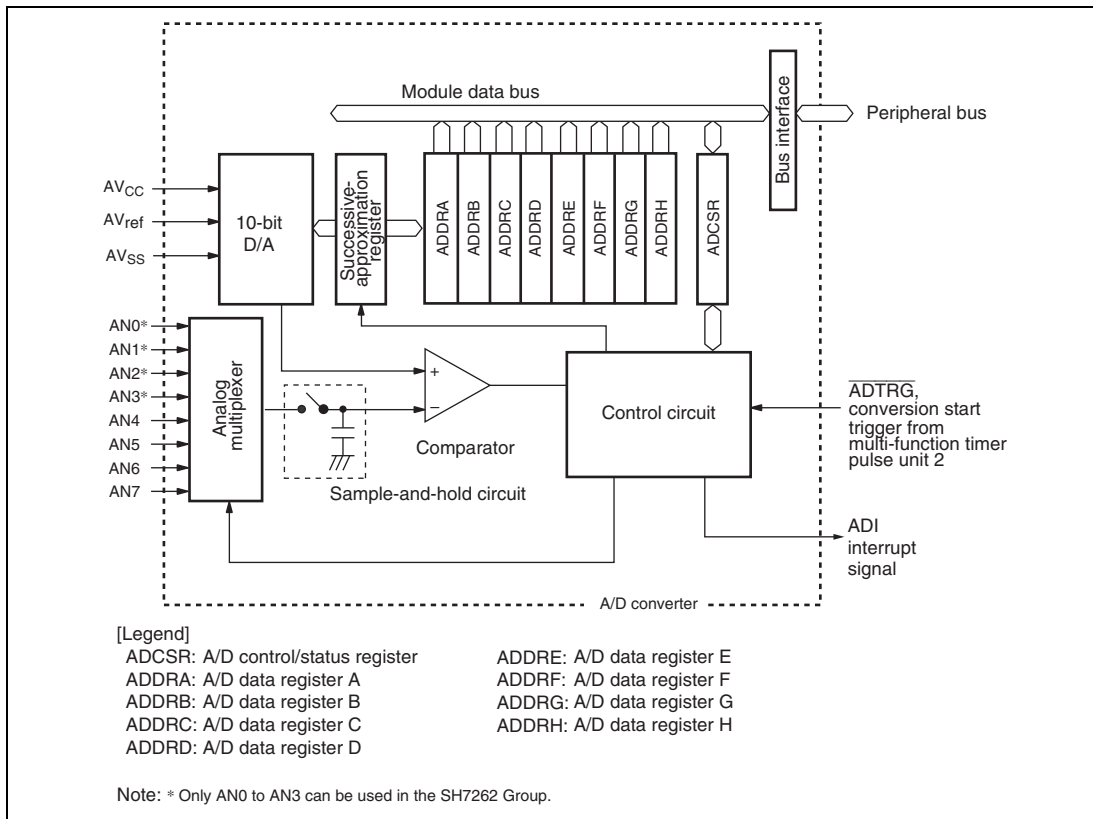 Module data bus
Bus interface
Peripheral bus
AVCC
AVref
AVSS
10-bit
D/A
Successive-
approximation
register
ADDRA
ADDRB
ADDRC
ADDRD
ADDRE
ADDRF
ADDRG
ADDRH
ADCSR
AN0*
AN1*
AN2*
AN3*
AN4
AN5
AN6
AN7
Analog
multiplexer
+
−
Comparator
Sample-and-hold circuit
Control circuit
ADTRG,
conversion start
trigger from
multi-function timer
pulse unit 2
ADI
interrupt
signal
A/D converter
[Legend]
ADCSR: A/D control/status register
ADDRA: A/D data register A
ADDRB: A/D data register B
ADDRC: A/D data register C
ADDRD: A/D data register D
ADDRE: A/D data register E
ADDRF: A/D data register F
ADDRG: A/D data register G
ADDRH: A/D data register H
Note: * Only AN0 to AN3 can be used in the SH7262 Group.